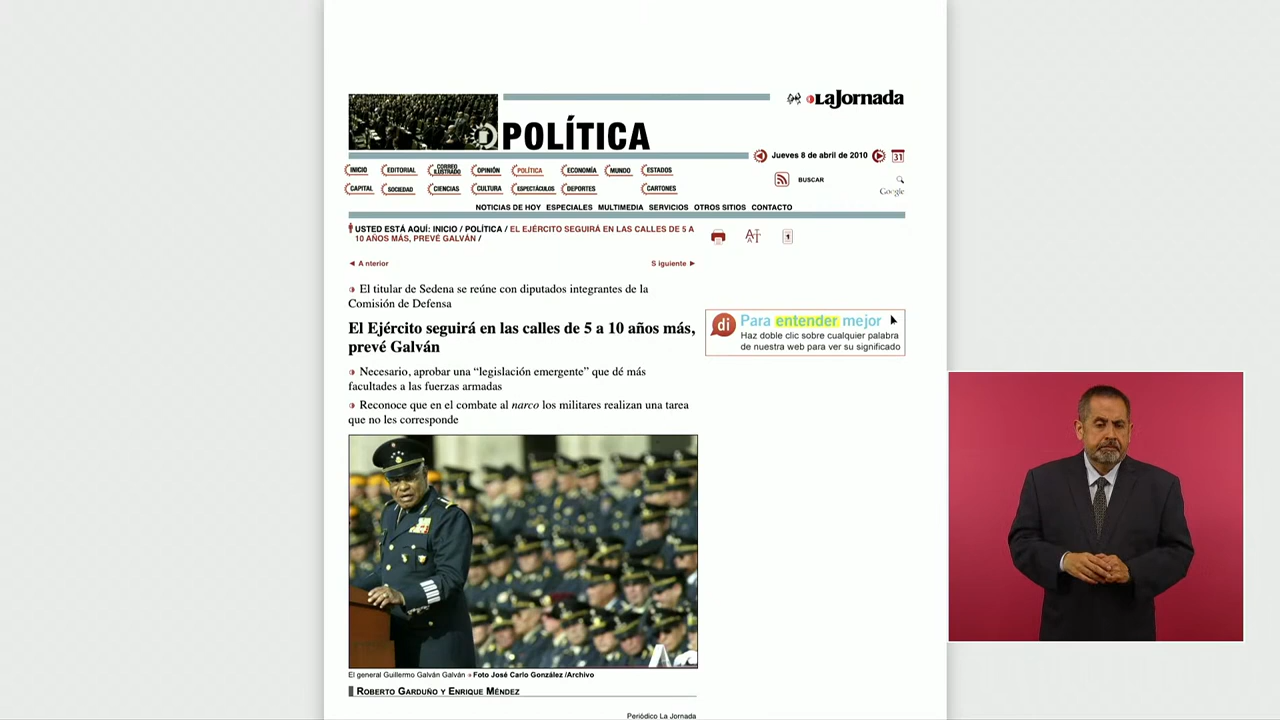 LaJornada
POLÍTICA
Jueves 8 de abril de 2010
31
INICIO EDITORIAL CORREO ILUSTRADO OPINIÓN POLÍTICA ECONOMÍA MUNDO ESTADOS
BUSCAR
CAPITAL SOCIEDAD CIENCIAS CULTURA ESPECTÁCULOS DEPORTES CARTONES
Google
NOTICIAS DE HOY ESPECIALES MULTIMEDIA SERVICIOS OTROS SITIOS CONTACTO
USTED ESTÁ AQUÍ: INICIO / POLÍTICA / EL EJÉRCITO SEGUIRÁ EN LAS CALLES DE 5 A
10 AÑOS MÁS, PREVÉ GALVÁN /
◄ A nterior
S iguiente ►
El titular de Sedena se reúne con diputados integrantes de la
Comisión de Defensa
El Ejército seguirá en las calles de 5 a 10 años más,
prevé Galván
di Para entender mejor
Haz doble clic sobre cualquier palabra
de nuestra web para ver su significado
Necesario, aprobar una “legislación emergente” que dé más
facultades a las fuerzas armadas
Reconoce que en el combate al narco los militares realizan una tarea
que no les corresponde
El general Guillermo Galván Galván Foto José Carlo González /Archivo
ROBERTO GARDUÑO Y ENRIQUE MÉNDEZ
Periódico La Jornada